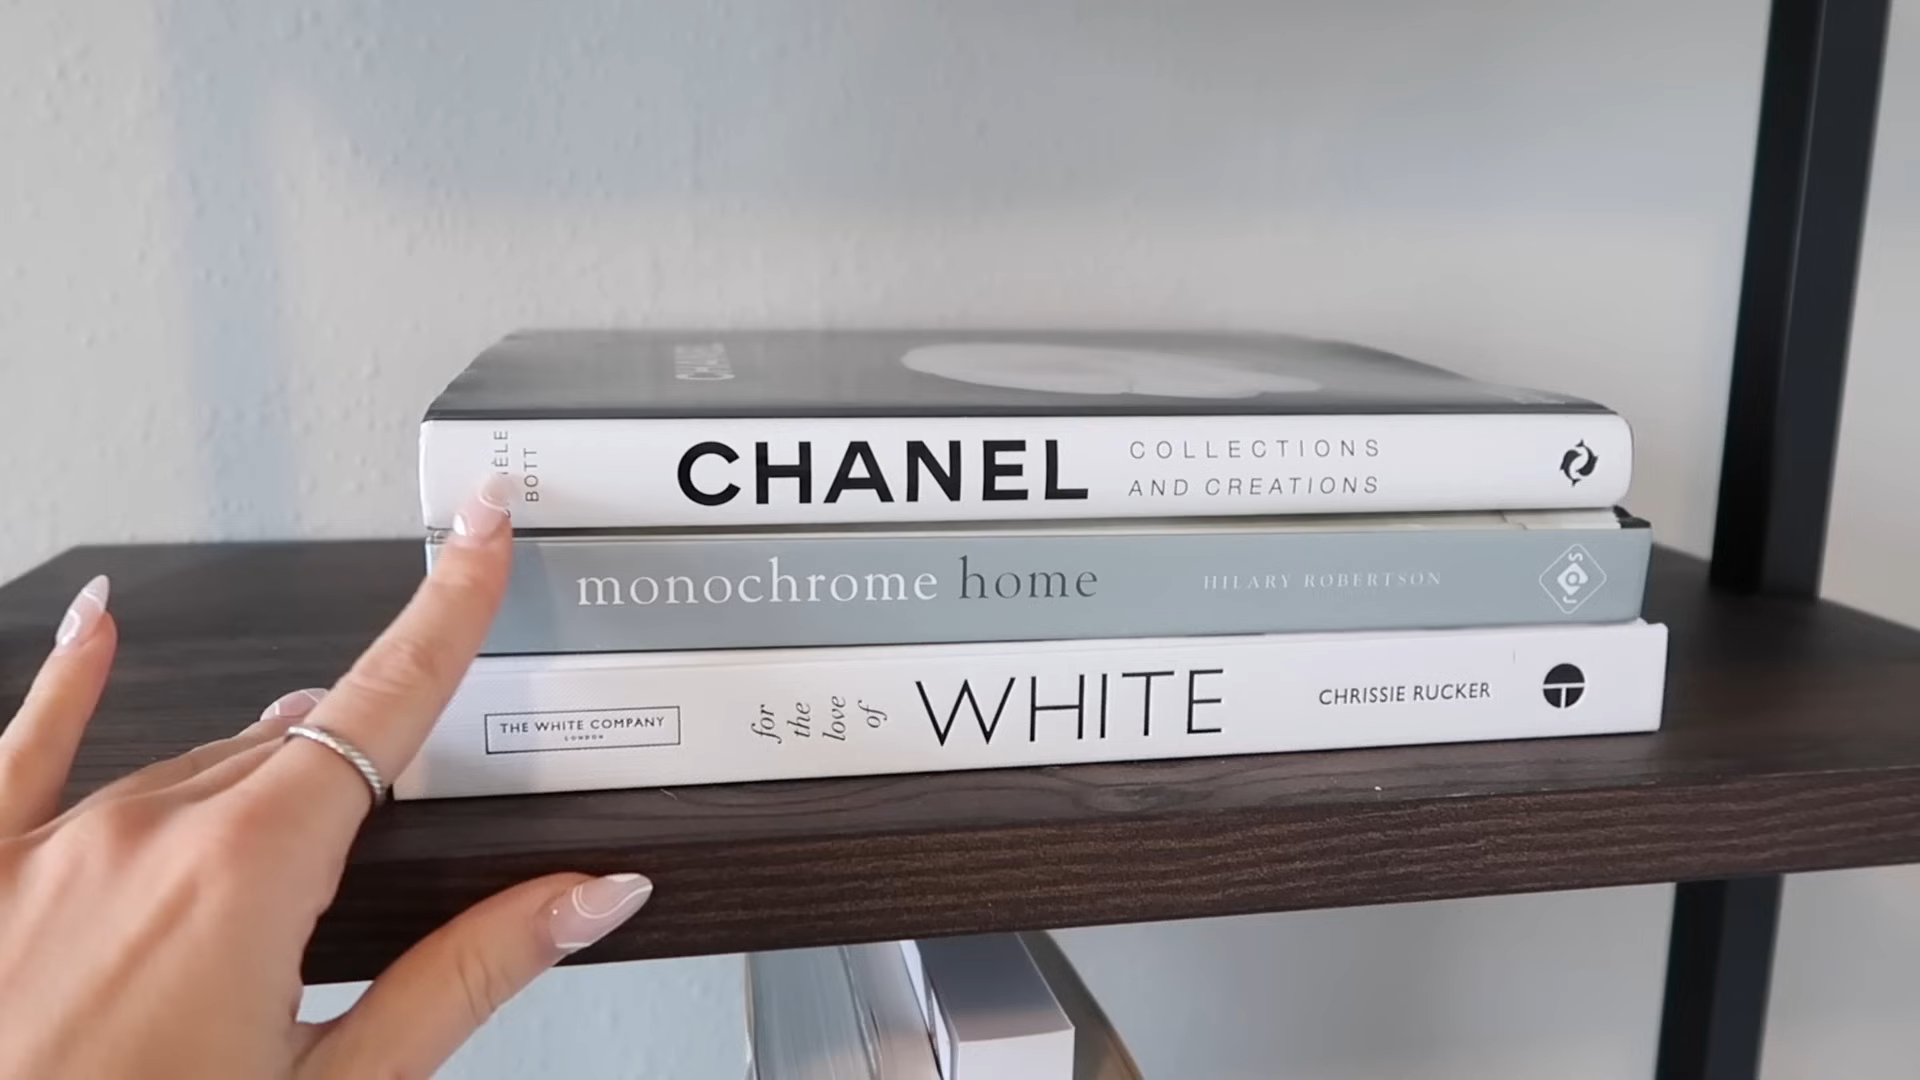 CHANEL
BOTT
CHANEL
COLLECTIONS
AND CREATIONS
monochrome home
HILARY ROBERTSON
THE WHITE COMPANY
LONDON
for
the
love
of
WHITE
CHRISSIE RUCKER